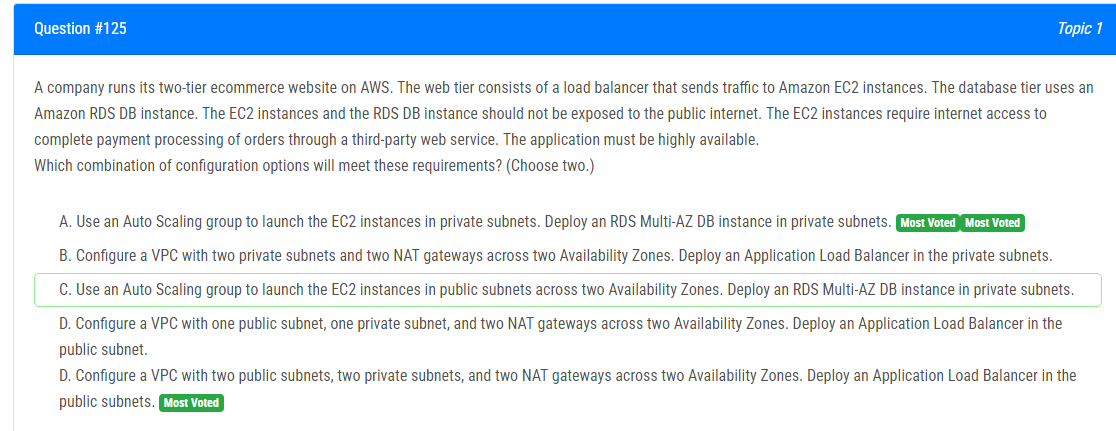 Question #125
Topic 1
A company runs its two-tier ecommerce website on AWS. The web tier consists of a load balancer that sends traffic to Amazon EC2 instances. The database tier uses an
Amazon RDS DB instance. The EC2 instances and the RDS DB instance should not be exposed to the public internet. The EC2 instances require internet access to
complete payment processing of orders through a third-party web service. The application must be highly available.
Which combination of configuration options will meet these requirements? (Choose two.)
A. Use an Auto Scaling group to launch the EC2 instances in private subnets. Deploy an RDS Multi-AZ DB instance in private subnets. Most Voted Most Voted
B. Configure a VPC with two private subnets and two NAT gateways across two Availability Zones. Deploy an Application Load Balancer in the private subnets.
C. Use an Auto Scaling group to launch the EC2 instances in public subnets across two Availability Zones. Deploy an RDS Multi-AZ DB instance in private subnets.
D. Configure a VPC with one public subnet, one private subnet, and two NAT gateways across two Availability Zones. Deploy an Application Load Balancer in the
public subnet.
D. Configure a VPC with two public subnets, two private subnets, and two NAT gateways across two Availability Zones. Deploy an Application Load Balancer in the
public subnets. Most Voted